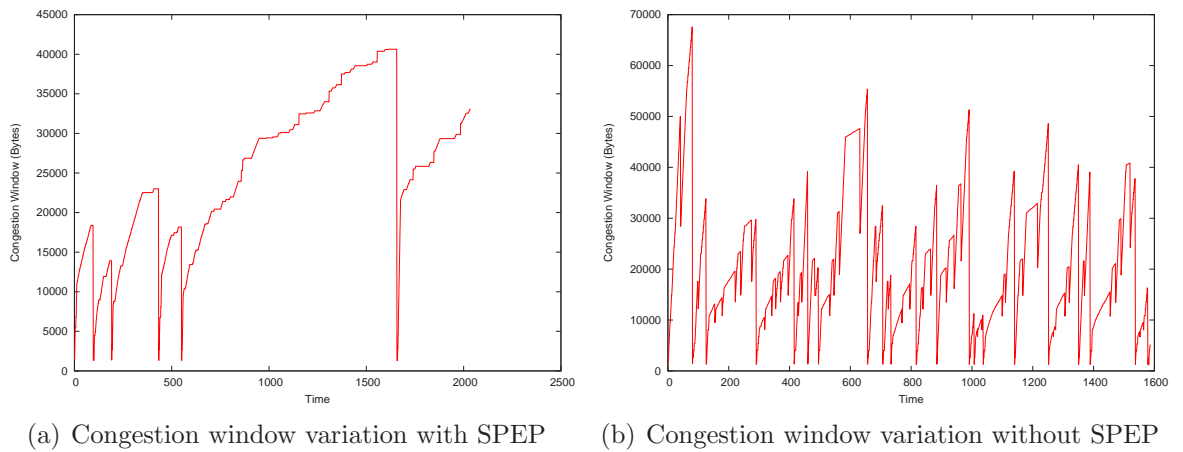 45000
40000
35000
30000
25000
20000
15000
10000
5000
0
Congestion Window (Bytes)
0 500 1000 1500 2000 2500
Time
(a) Congestion window variation with SPEP
70000
60000
50000
40000
30000
20000
10000
0
Congestion Window (Bytes)
0 200 400 600 800 1000 1200 1400 1600
Time
(b) Congestion window variation without SPEP